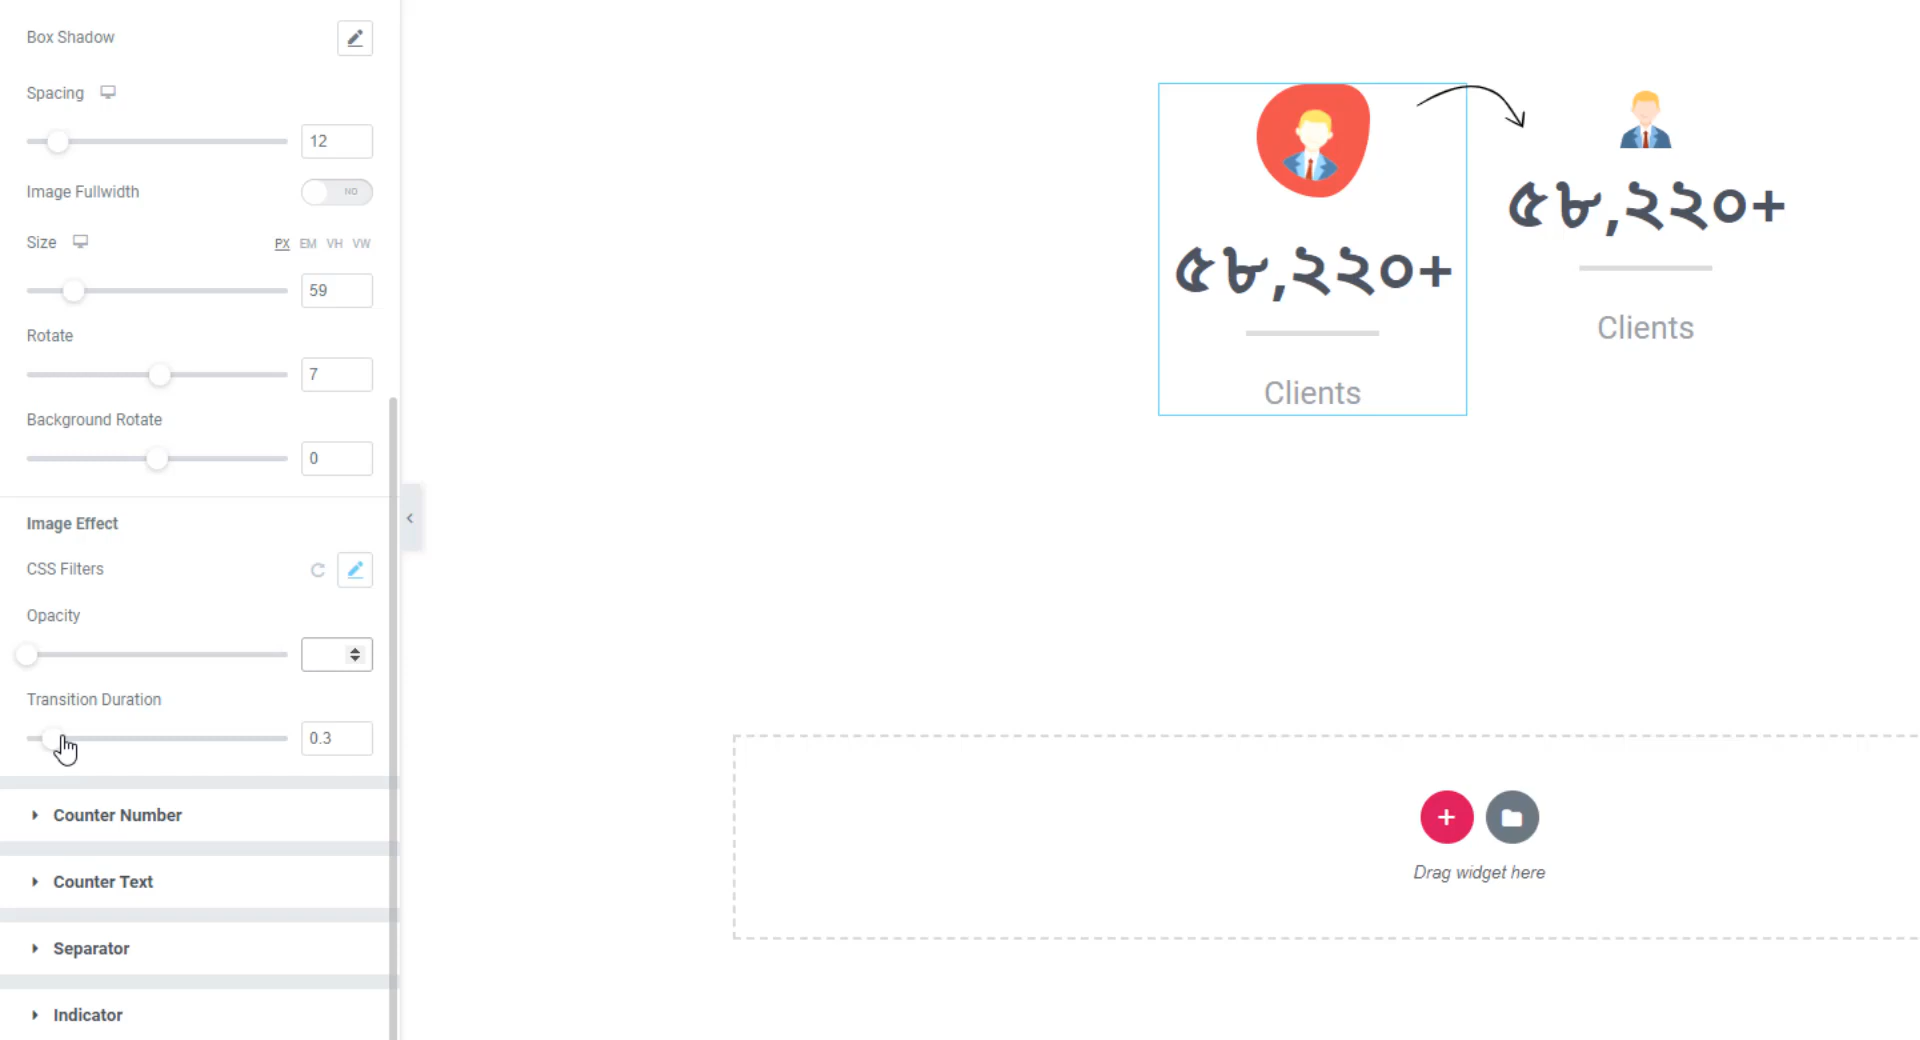 Box Shadow
Spacing
12
Image Fullwidth
NO
Size
PX EM VH VW
59
Rotate
7
Background Rotate
0
Image Effect
CSS Filters
Opacity
Transition Duration
0.3
Counter Number
Counter Text
Separator
Indicator
৫৮,২২০+
Clients
৫৮,২২০+
Clients
Drag widget here